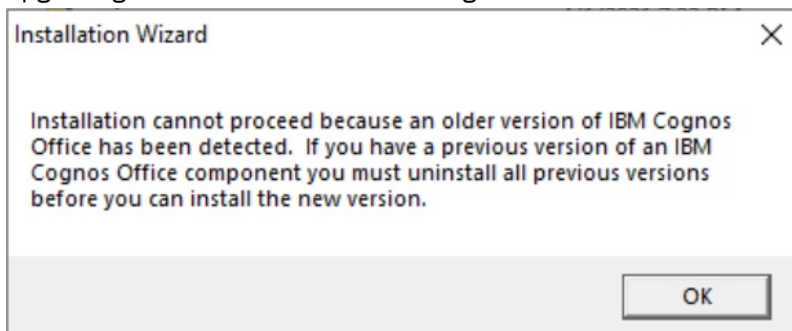 Installation Wizard
Installation cannot proceed because an older version of IBM Cognos
Office has been detected. If you have a previous version of an IBM
Cognos Office component you must uninstall all previous versions
before you can install the new version.
OK